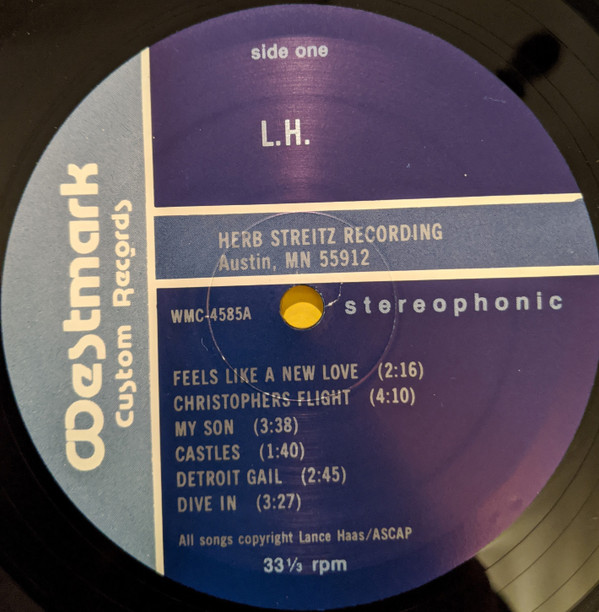 side one
L.H.
Westmark
Custom Records
HERB STREITZ RECORDING
Austin, MN 55912
WMC-4585A
stereophonic
FEELS LIKE A NEW LOVE (2:16)
CHRISTOPHERS FLIGHT (4:10)
MY SON (3:38)
CASTLES (1:40)
DETROIT GAIL (2:45)
DIVE IN (3:27)
All songs copyright Lance Haas/ASCAP
33 1/3 rpm